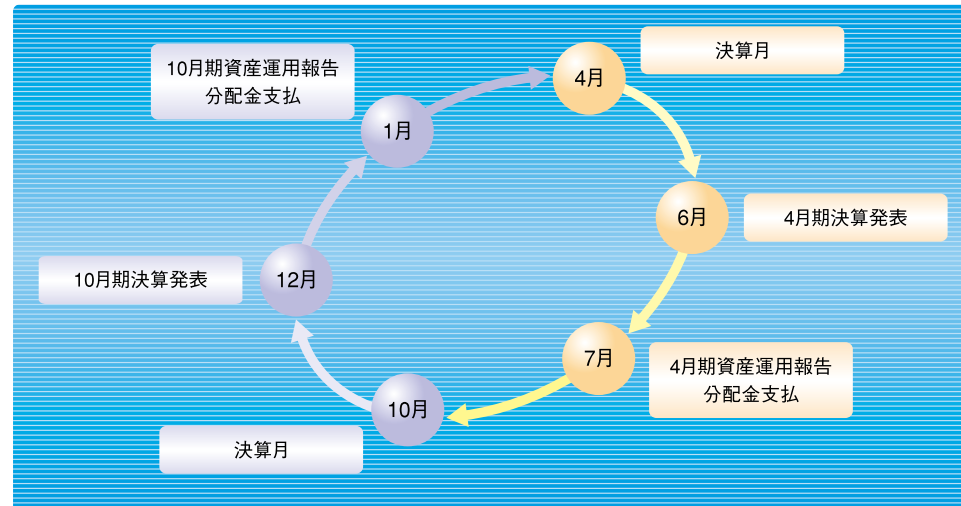 4月
決算月
6月
4月期決算発表
7月
4月期資産運用報告
分配金支払
10月
決算月
12月
10月期決算発表
1月
10月期資産運用報告
分配金支払